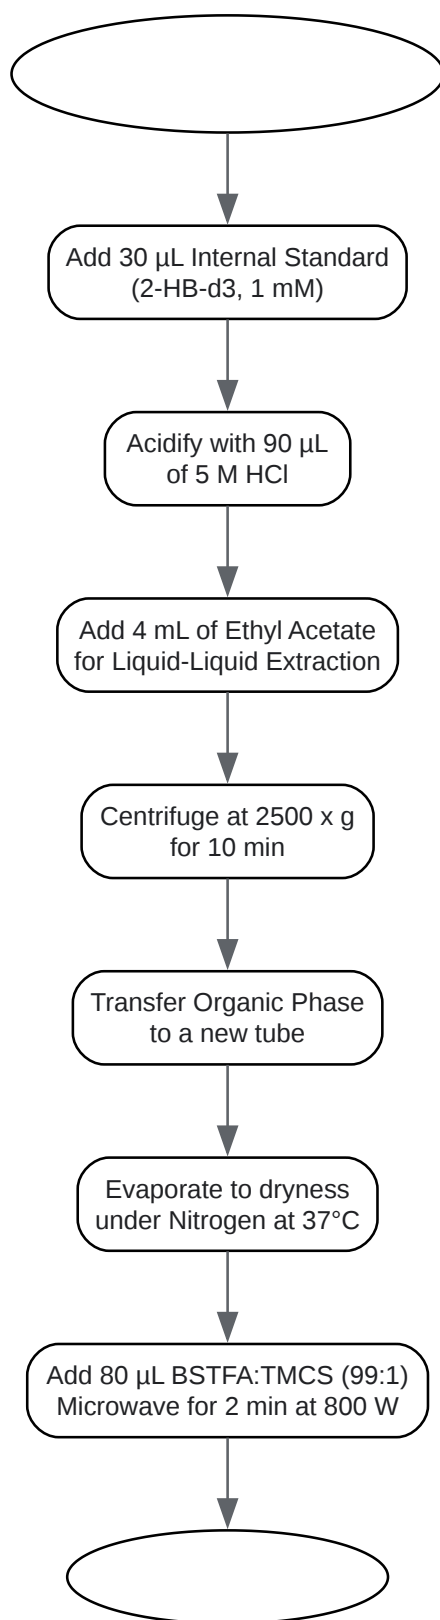 Add 30 µL Internal Standard
(2-HB-d3, 1 mM)
Acidify with 90 µL
of 5 M HCl
Add 4 mL of Ethyl Acetate
for Liquid-Liquid Extraction
Centrifuge at 2500 x g
for 10 min
Transfer Organic Phase
to a new tube
Evaporate to dryness
under Nitrogen at 37°C
Add 80 µL BSTFA:TMCS (99:1)
Microwave for 2 min at 800 W